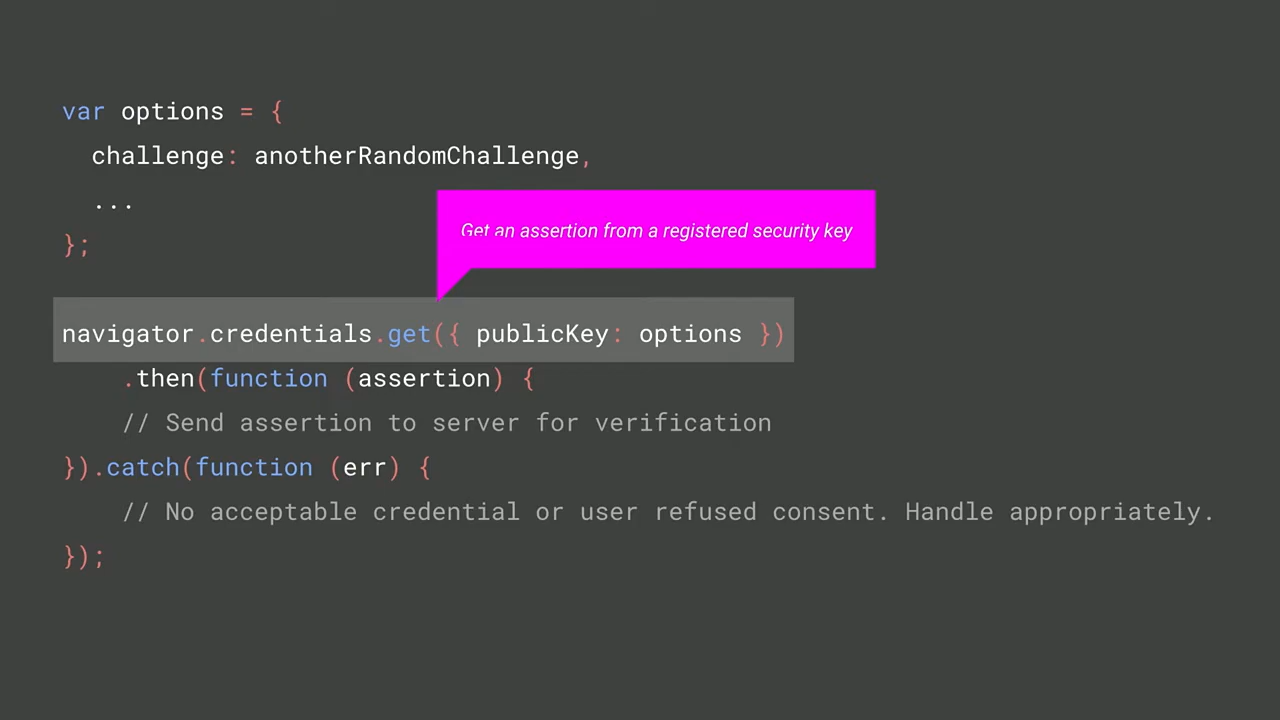 var options = {
challenge: anotherRandomChallenge,
...
};
Get an assertion from a registered security key
navigator.credentials.get({ publicKey: options })
.then(function (assertion) {
// Send assertion to server for verification
}).catch(function (err) {
// No acceptable credential or user refused consent. Handle appropriately.
});